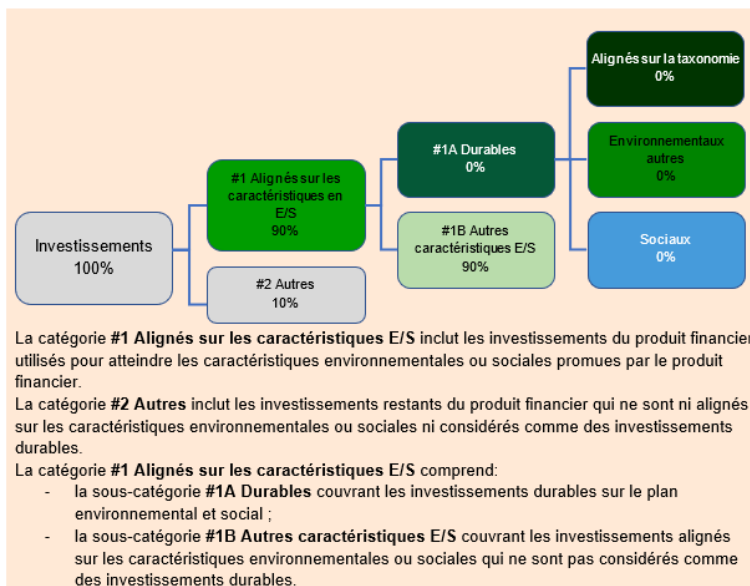 Alignés sur la taxonomie
0%
#1A Durables
0%
Environnementaux
autres
0%
#1 Alignés sur les
caractéristiques en
E/S
90%
Investissements
100%
#1B Autres
caractéristiques E/S
90%
Sociaux
0%
#2 Autres
10%
La catégorie #1 Alignés sur les caractéristiques E/S inclut les investissements du produit financier
utilisés pour atteindre les caractéristiques environnementales ou sociales promues par le produit
financier.
La catégorie #2 Autres inclut les investissements restants du produit financier qui ne sont ni alignés
sur les caractéristiques environnementales ou sociales ni considérés comme des investissements
durables.
La catégorie #1 Alignés sur les caractéristiques E/S comprend:
- la sous-catégorie #1A Durables couvrant les investissements durables sur le plan
environnemental et social ;
- la sous-catégorie #1B Autres caractéristiques E/S couvrant les investissements alignés
sur les caractéristiques environnementales ou sociales qui ne sont pas considérés comme
des investissements durables.